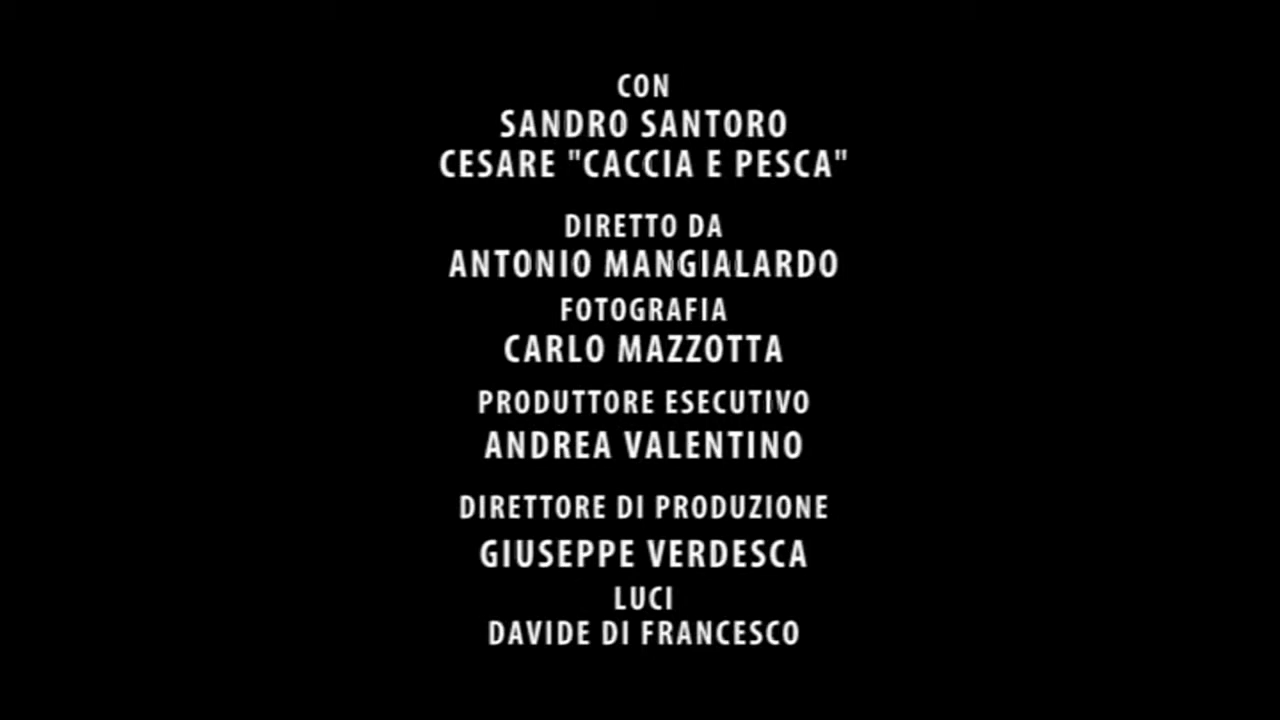 CON
SANDRO SANTORO
CESARE "CACCIA E PESCA"
DIRETTO DA
ANTONIO MANGIALARDO
FOTOGRAFIA
CARLO MAZZOTTA
PRODUTTORE ESECUTIVO
ANDREA VALENTINO
DIRETTORE DI PRODUZIONE
GIUSEPPE VERDESCA
LUCI
DAVIDE DI FRANCESCO